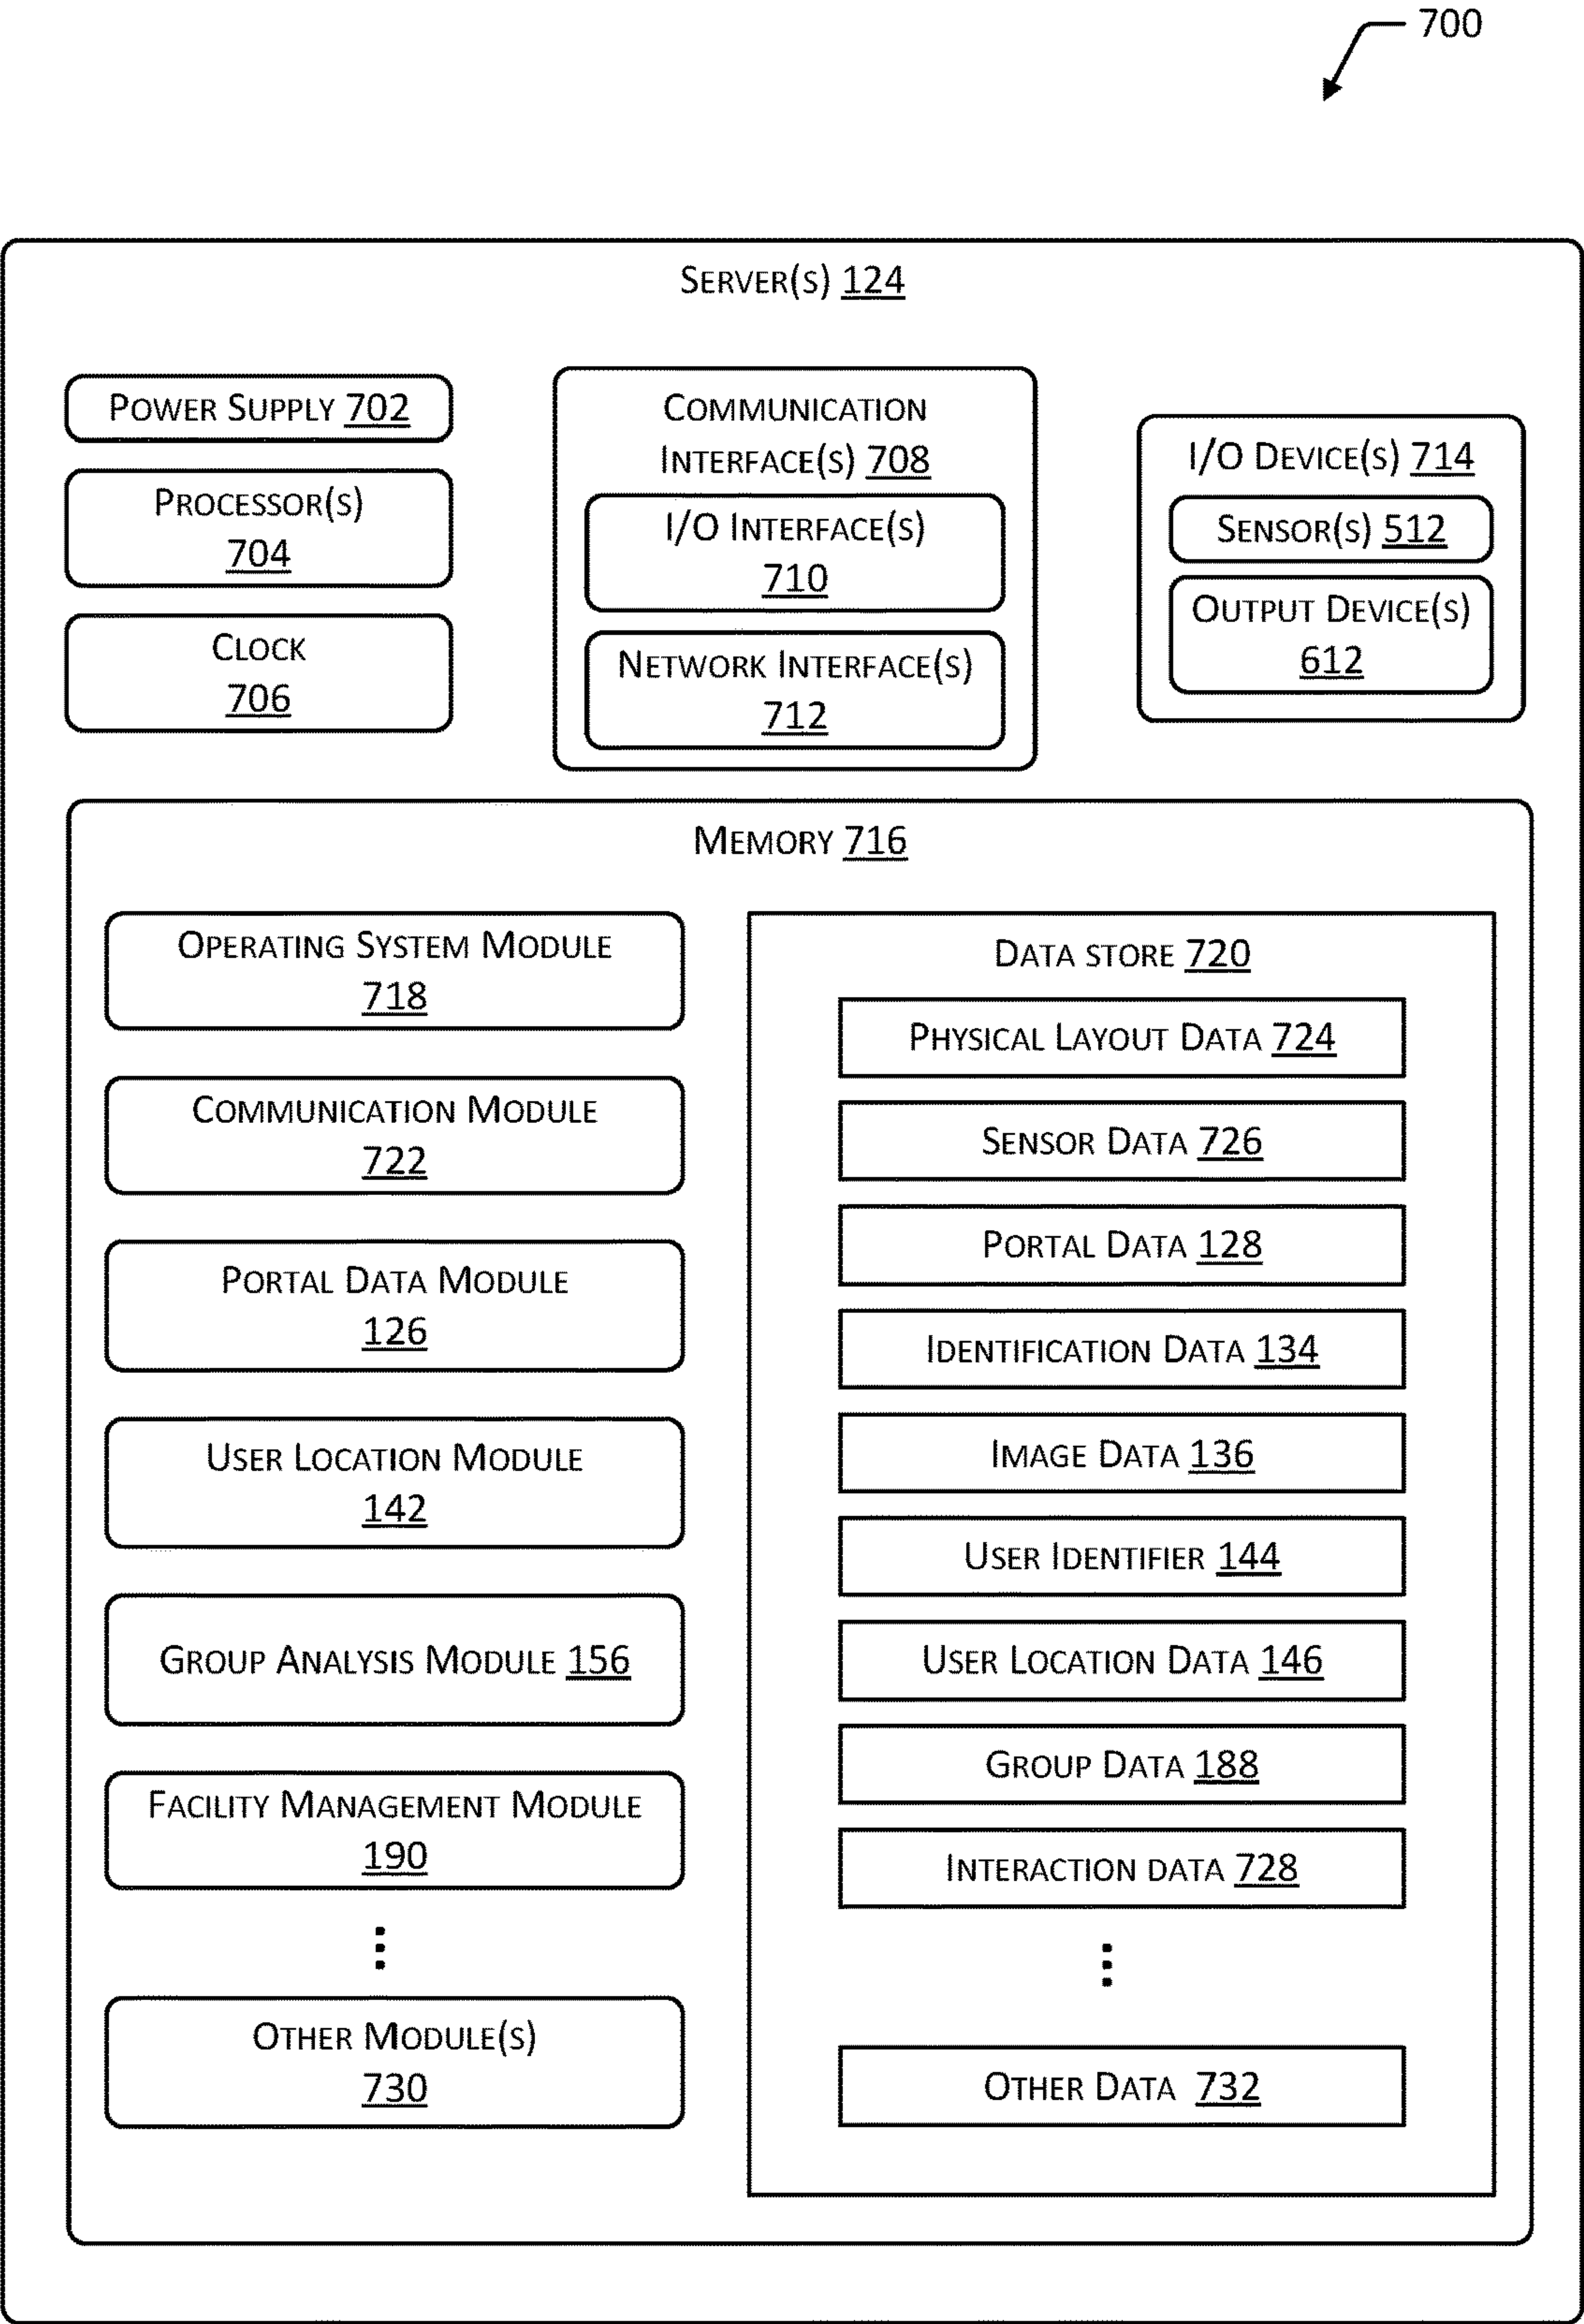 700
Server(s) 124
Power Supply 702
Processor(s)
704
Clock
706
Communication
Interface(s) 708
I/O Interface(s)
710
Network Interface(s)
712
I/O Device(s) 714
Sensor(s) 512
Output Device(s)
612
Memory 716
Operating System Module
718
Communication Module
722
Portal Data Module
126
User Location Module
142
Group Analysis Module 156
Facility Management Module
190
Other Module(s)
730
Data store 720
Physical Layout Data 724
Sensor Data 726
Portal Data 128
Identification Data 134
Image Data 136
User Identifier 144
User Location Data 146
Group Data 188
Interaction data 728
Other Data 732